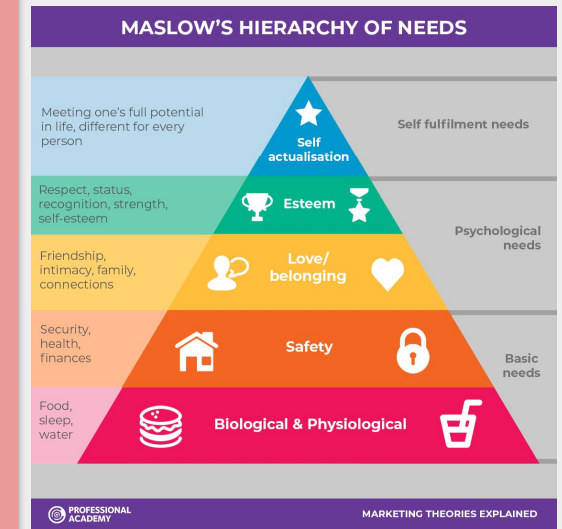 MASLOW'S HIERARCHY OF NEEDS
Meeting one's full potential
in life, different for every
person
Self
actualisation
Self fulfilment needs
Respect, status,
recognition, strength,
self-esteem
Esteem
Psychological
needs
Friendship,
intimacy, family,
connections
Love/
belonging
Security,
health,
finances
Safety
Basic
needs
Food,
sleep,
water
Biological & Physiological
PROFESSIONAL
ACADEMY
MARKETING THEORIES EXPLAINED